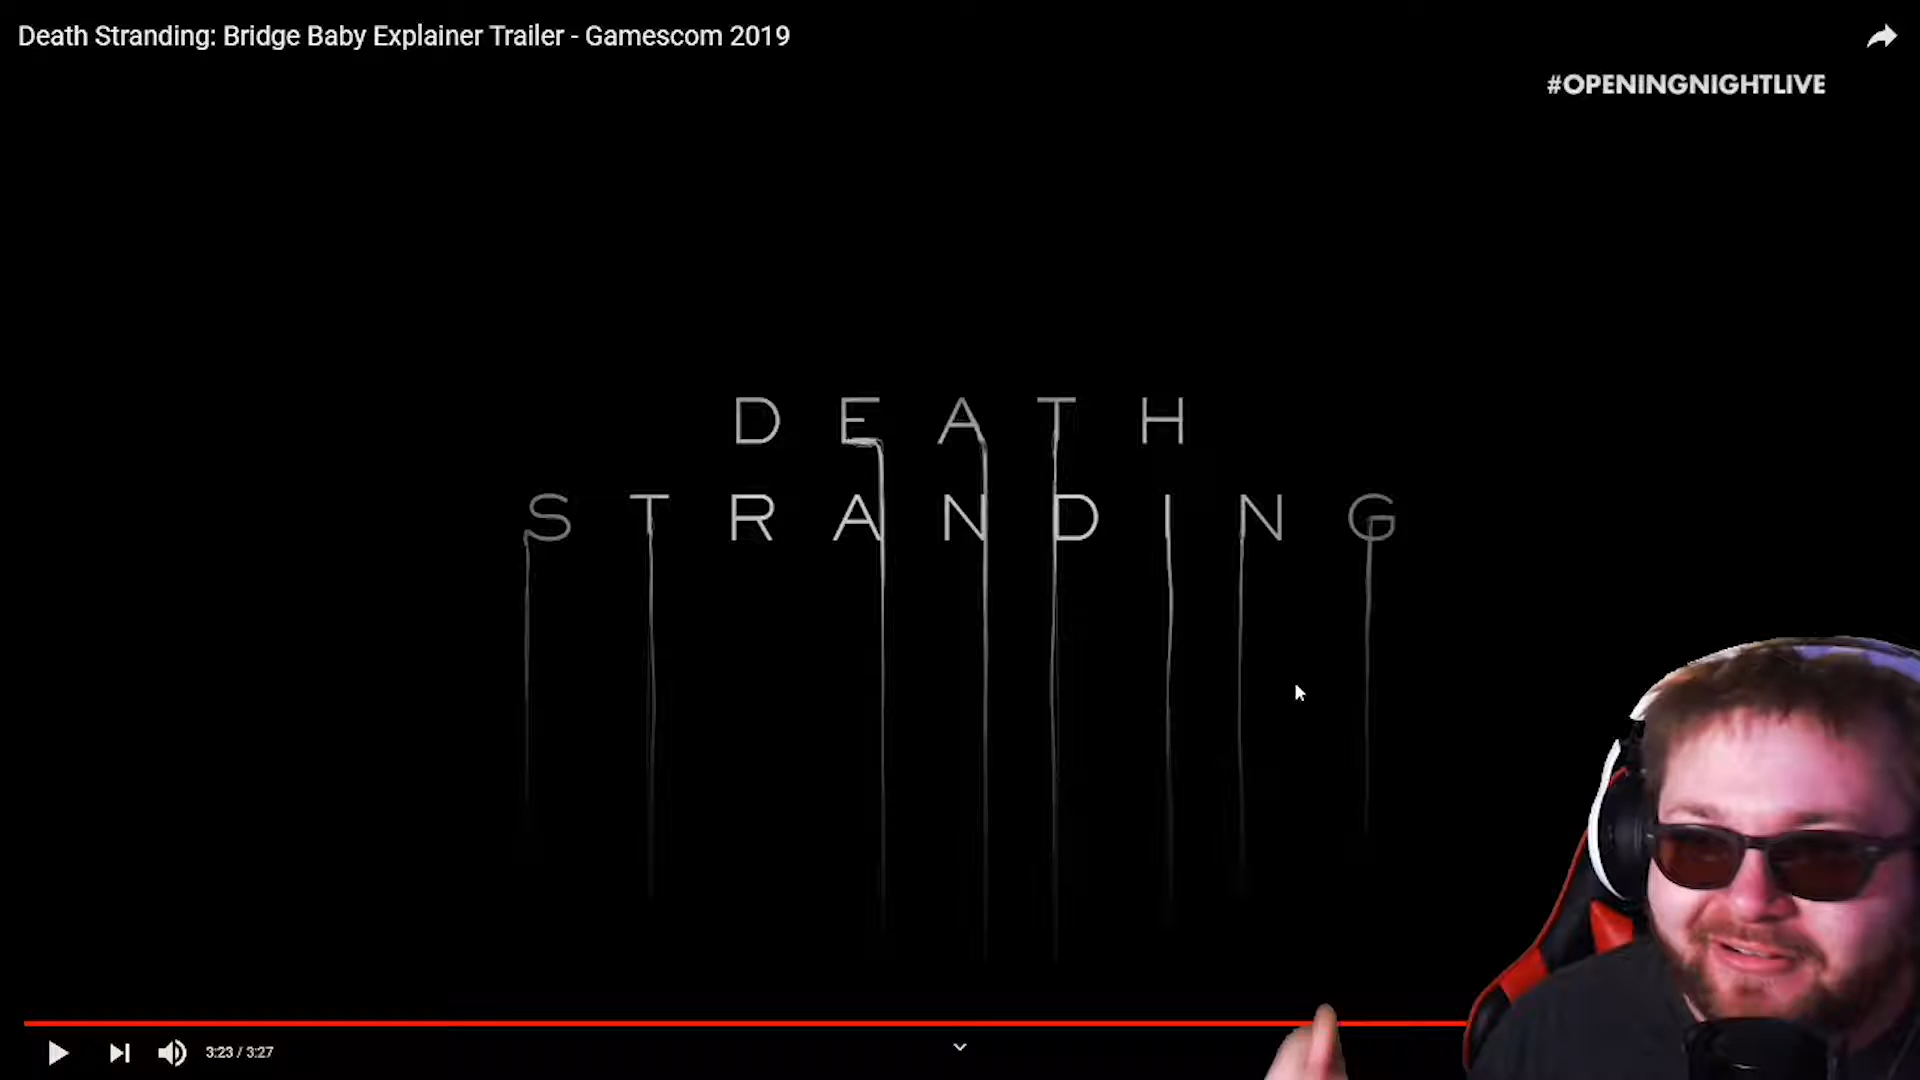 Death Stranding: Bridge Baby Explainer Trailer - Gamescom 2019
#OPENINGNIGHTLIVE
DEATH
STRANDING
3:23 / 3:27